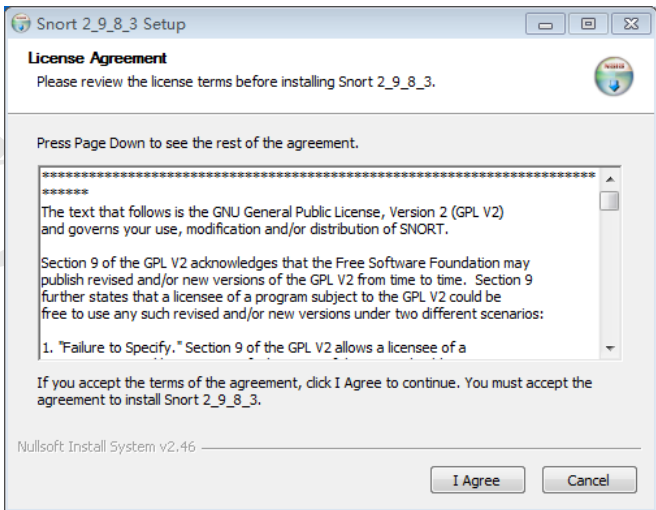 Snort 2_9_8_3 Setup
License Agreement
Please review the license terms before installing Snort 2_9_8_3.
Press Page Down to see the rest of the agreement.
*************************************************************************
******
The text that follows is the GNU General Public License, Version 2 (GPL V2)
and governs your use, modification and/or distribution of SNORT.
Section 9 of the GPL V2 acknowledges that the Free Software Foundation may
publish revised and/or new versions of the GPL V2 from time to time.  Section 9
further states that a licensee of a program subject to the GPL V2 could be
free to use any such revised and/or new versions under two different scenarios:
1. "Failure to Specify." Section 9 of the GPL V2 allows a licensee of a
If you accept the terms of the agreement, click I Agree to continue. You must accept the
agreement to install Snort 2_9_8_3.
Nullsoft Install System v2.46
I Agree
Cancel